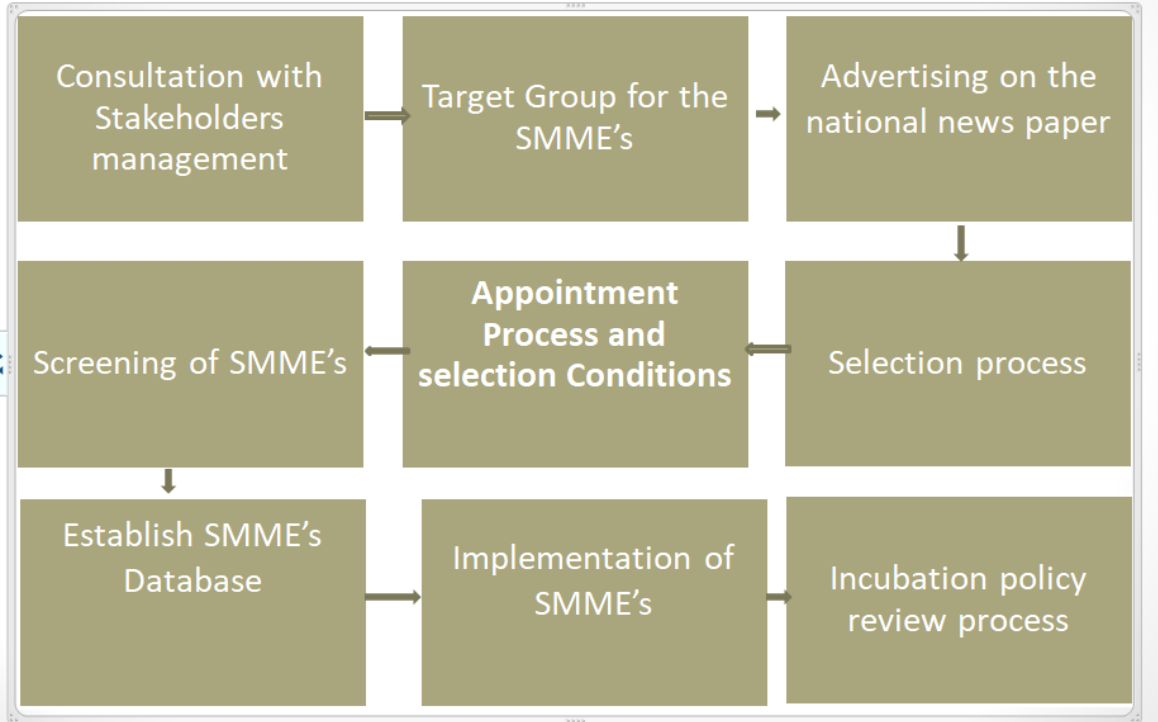 Consultation with
Stakeholders
management
Target Group for the
SMME’s
Advertising on the
national news paper
Selection process
Appointment
Process and
selection Conditions
Screening of SMME’s
Establish SMME’s
Database
Implementation of
SMME’s
Incubation policy
review process